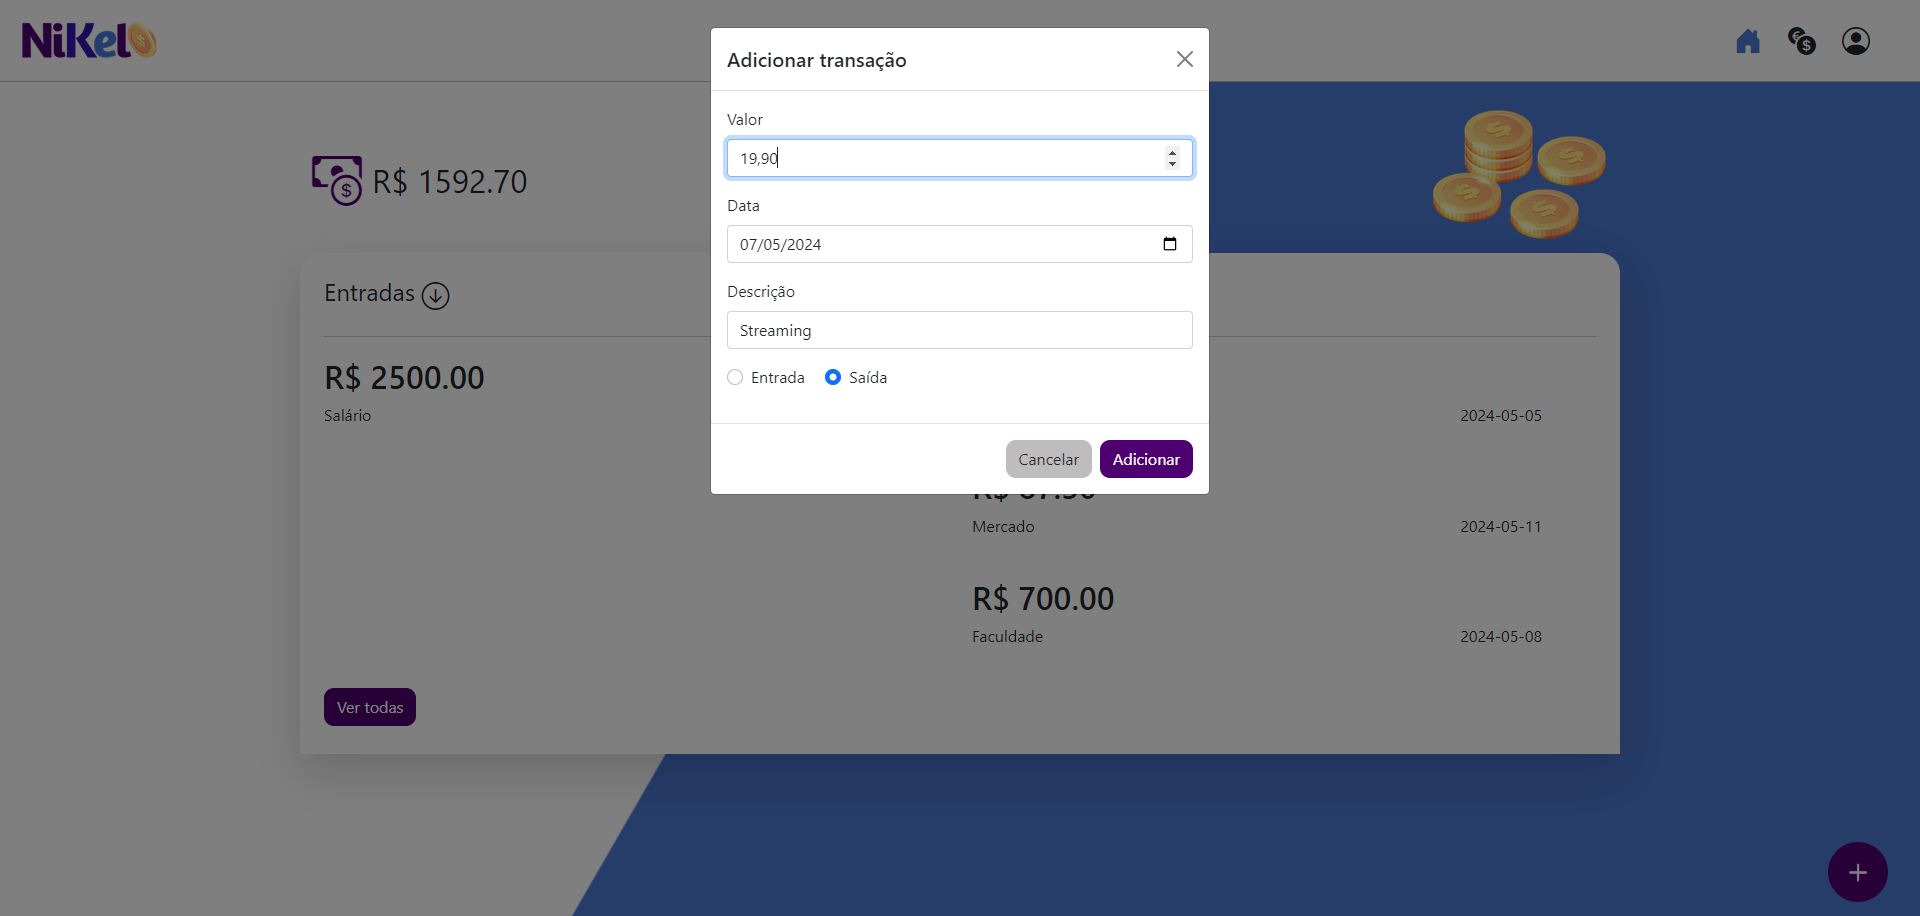 NiKel
Adicionar transação
R$ 1592.70
Valor
19,90
Data
07/05/2024
Descrição
Streaming
Entrada Saída
Cancelar Adicionar
Entradas
R$ 2500.00
Salário
2024-05-05
Mercado 2024-05-11
R$ 700.00
Faculdade 2024-05-08
Ver todas